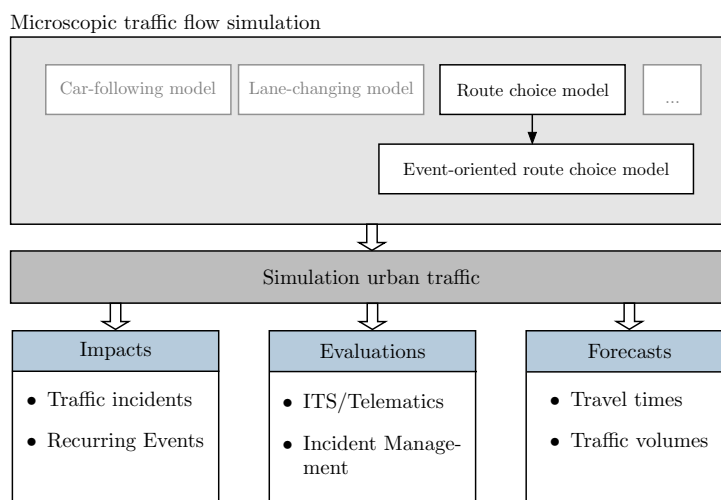 Microscopic traffic flow simulation
Car-following model
Lane-changing model
Route choice model
...
Event-oriented route choice model
Simulation urban traffic
Impacts
• Traffic incidents
• Recurring Events
Evaluations
• ITS/Telematics
• Incident Manage-
ment
Forecasts
• Travel times
• Traffic volumes